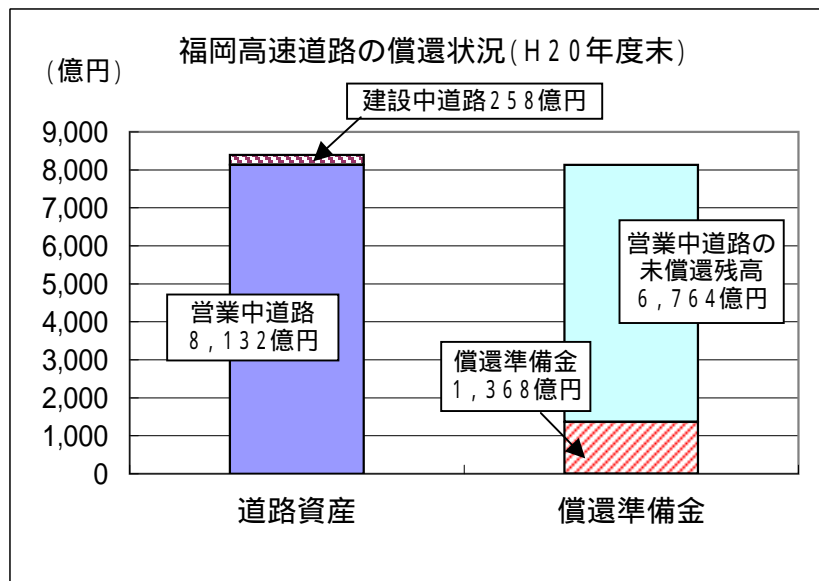 福岡高速道路の償還状況(H20年度末)
(億円)
建設中道路258億円
9,000
8,000
7,000
6,000
5,000
4,000
3,000
2,000
1,000
0
営業中道路
8,132億円
営業中道路の
未償還残高
6,764億円
償還準備金
1,368億円
道路資産
償還準備金